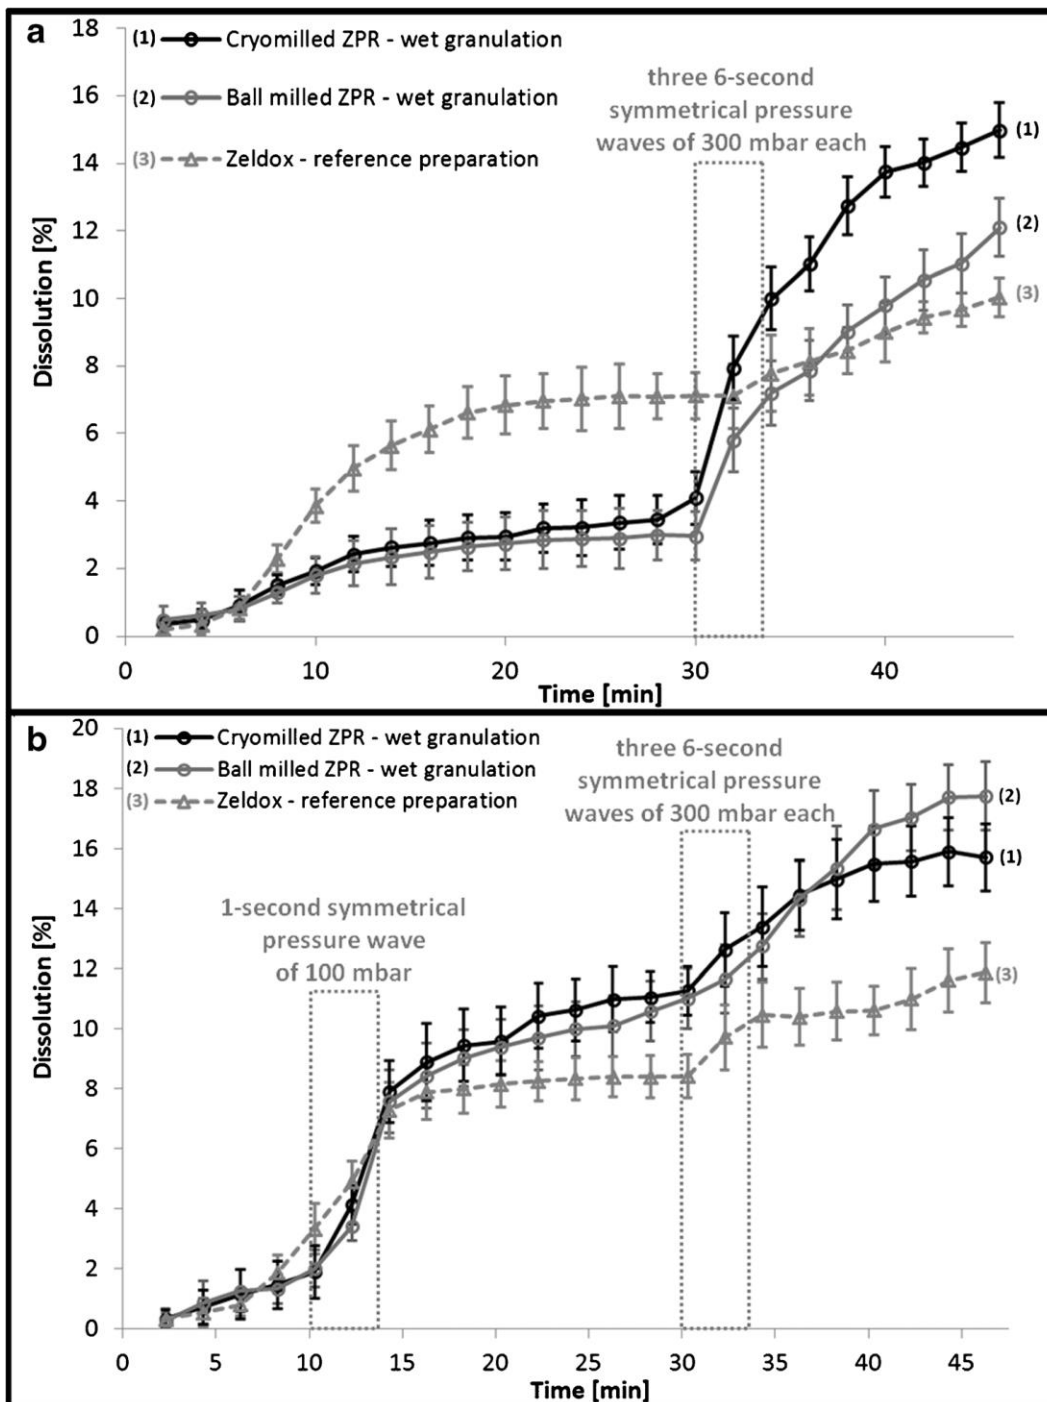 a
18
16
14
12
10
8
6
4
2
0
Dissolution [%]
(1) Cryomilled ZPR - wet granulation
(2) Ball milled ZPR - wet granulation
(3) Zeldox - reference preparation
three 6-second
symmetrical pressure
waves of 300 mbar each
(1)
(2)
(3)
0 10 20 30 40
Time [min]
b
20
18
16
14
12
10
8
6
4
2
0
Dissolution [%]
(1) Cryomilled ZPR - wet granulation
(2) Ball milled ZPR - wet granulation
(3) Zeldox - reference preparation
three 6-second
symmetrical pressure
waves of 300 mbar each
1-second symmetrical
pressure wave
of 100 mbar
(2)
(1)
(3)
0 5 10 15 20 25 30 35 40 45
Time [min]